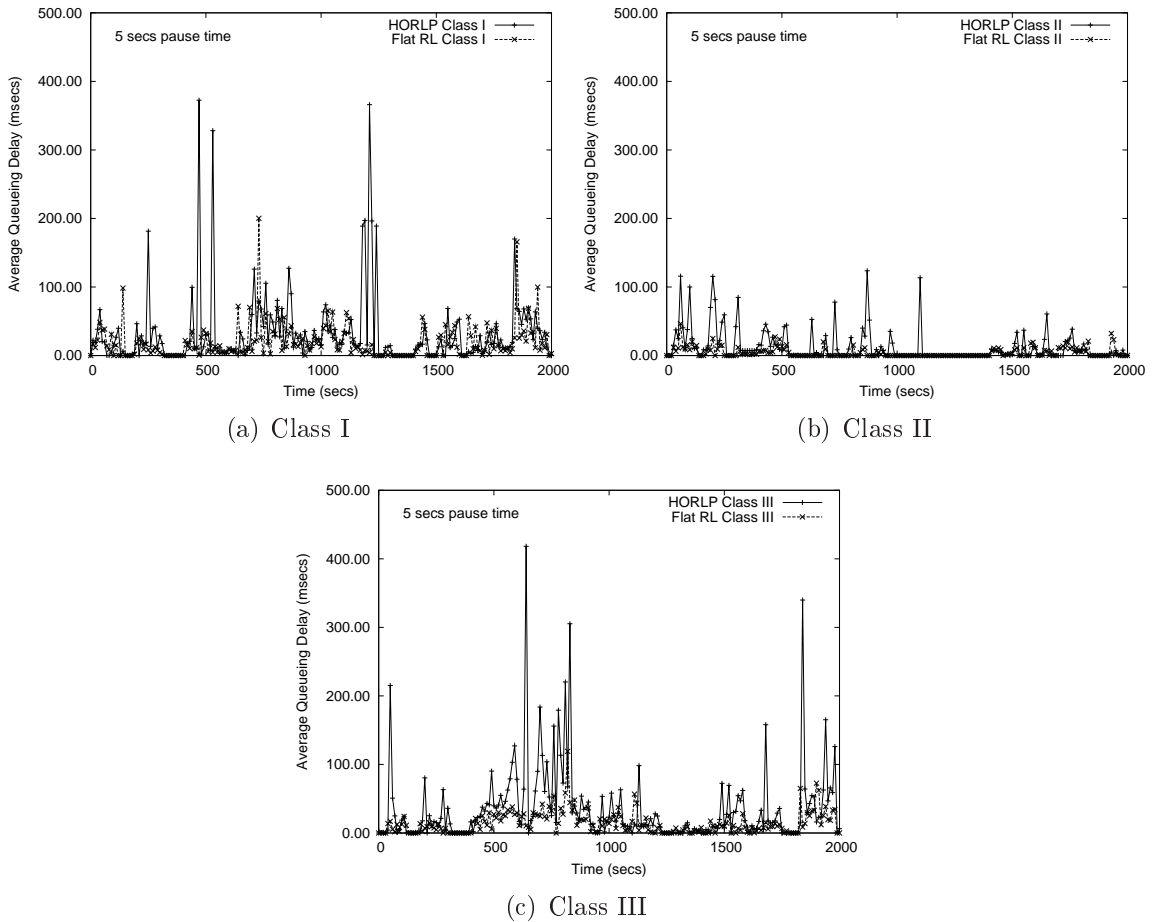 500.00
400.00
300.00
200.00
100.00
0.00
0
500
1000
1500
2000
Average Queueing Delay (msecs)
Time (secs)
5 secs pause time
HORLP Class I
Flat RL Class I
(a) Class I
500.00
400.00
300.00
200.00
100.00
0.00
0
500
1000
1500
2000
Average Queueing Delay (msecs)
Time (secs)
5 secs pause time
HORLP Class II
Flat RL Class II
(b) Class II
500.00
400.00
300.00
200.00
100.00
0.00
0
500
1000
1500
2000
Average Queueing Delay (msecs)
Time (secs)
5 secs pause time
HORLP Class III
Flat RL Class III
(c) Class III